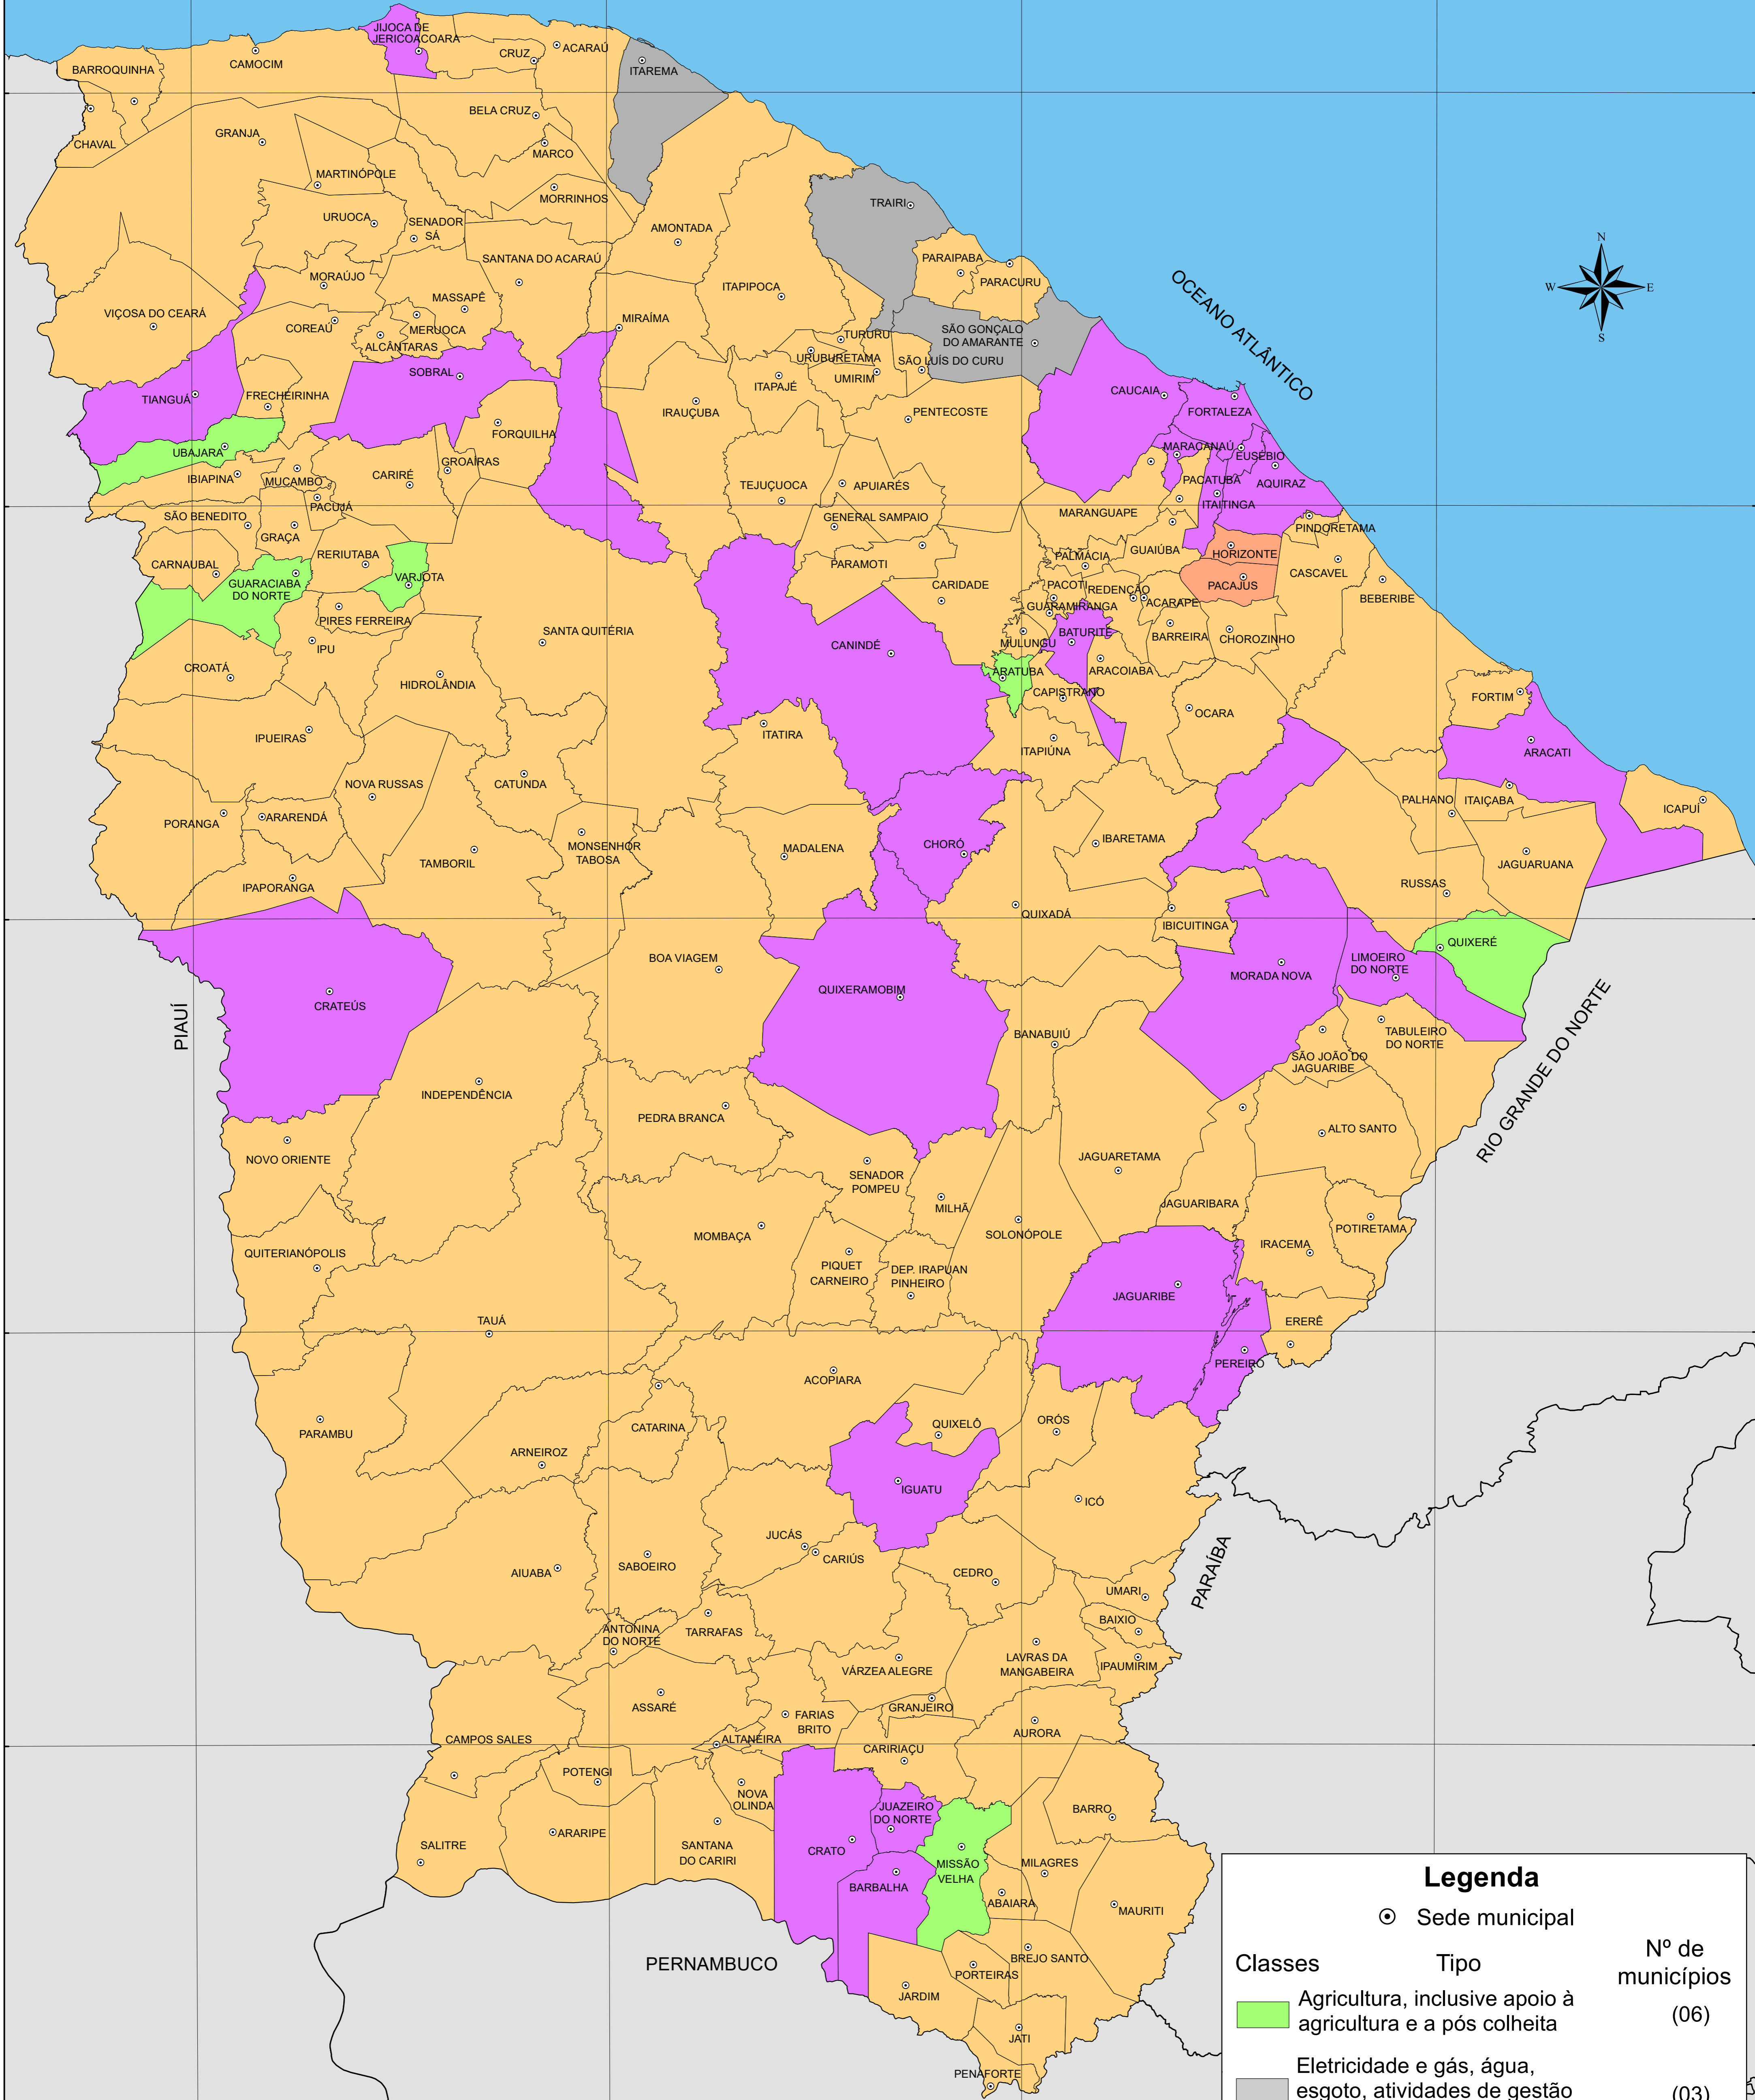 JIJOCA DE
JERICOACOARA
CRUZ
ACARAÚ
ITAREMA
BARROQUINHA
CAMOCIM
CHAVAL
GRANJA
BELA CRUZ
MARCO
MARTINÓPOLE
MORRINHOS
URUOCA
SENADOR
SÁ
AMONTADA
TRAIRI
N
W
E
S
SANTANA DO ACARAÚ
MORAÚJO
MASSAPÊ
ITAPIPOCA
PARAIPABA
PARACURU
OCEANO ATLÂNTICO
VIÇOSA DO CEARÁ
COREAÚ
MERUOCA
ALCÂNTARAS
MIRAÍMA
TURURU
URUBURETAMA
SÃO GONÇALO
DO AMARANTE
SÃO LUÍS DO CURU
UMIRIM
ITAPAJÉ
SOBRAL
TIANGUÁ
FRECHEIRINHA
IRAUÇUBA
PENTECOSTE
CAUCAIA
FORTALEZA
FORQUILHA
UBAJARA
MARACANAÚ
EUSÉBIO
IBIAPINA
MUCAMBO
CARIRÉ
GROAÍRAS
TEJUÇUOCA
APUIARÉS
PACATUBA
AQUIRAZ
ITAITINGA
PACUJÁ
SÃO BENEDITO
GRAÇA
GENERAL SAMPAIO
MARANGUAPE
PINDORETAMA
CARNAUBAL
RERIUTABA
VARJOTA
PARAMOTI
PALMÁCIA
GUAIÚBA
HORIZONTE
CASCAVEL
GUARACIABA
DO NORTE
CARIDADE
PACOTI
REDENÇÃO
PACAJUS
BEBERIBE
PIRES FERREIRA
GUARAMIRANGA
ACARAPE
IPU
SANTA QUITÉRIA
CANINDÉ
MULUNGU
BATURITÉ
BARREIRA
CHOROZINHO
CROATÁ
HIDROLÂNDIA
ARATUBA
ARACOIABA
CAPISTRANO
OCARA
FORTIM
IPUEIRAS
ITATIRA
ITAPIÚNA
ARACATI
NOVA RUSSAS
CATUNDA
PALHANO
ITAIÇABA
ICAPUÍ
PORANGA
ARARENDÁ
MONSENHOR
TABOSA
MADALENA
CHORÓ
IBARETAMA
JAGUARUANA
TAMBORIL
IPAPORANGA
RUSSAS
QUIXADÁ
IBICUITINGA
QUIXERÉ
BOA VIAGEM
QUIXERAMOBIM
MORADA NOVA
LIMOEIRO
DO NORTE
CRATEÚS
PIAUÍ
BANABUIÚ
TABULEIRO
DO NORTE
SÃO JOÃO DO
JAGUARIBE
RIO GRANDE DO NORTE
INDEPENDÊNCIA
PEDRA BRANCA
ALTO SANTO
NOVO ORIENTE
SENADOR
POMPEU
JAGUARETAMA
MILHÃ
JAGUARIBARA
MOMBAÇA
SOLONÓPOLE
POTIRETAMA
IRACEMA
QUITERIANÓPOLIS
PIQUET
CARNEIRO
DEP. IRAPUAN
PINHEIRO
JAGUARIBE
TAUÁ
ERERÊ
PEREIRO
ACOPIARA
PARAMBU
CATARINA
QUIXELÔ
ORÓS
ARNEIROZ
IGUATU
ICÓ
JUCÁS
CARIÚS
AIUABA
SABOEIRO
CEDRO
UMARI
PARAÍBA
BAIXIO
ANTONINA
DO NORTE
TARRAFAS
VÁRZEA ALEGRE
LAVRAS DA
MANGABEIRA
IPAUMIRIM
ASSARÉ
FARIAS
BRITO
GRANJEIRO
AURORA
CAMPOS SALES
ALTANEIRA
CARIRIAÇU
POTENGI
NOVA
OLINDA
JUAZEIRO
DO NORTE
BARRO
SALITRE
ARARIPE
SANTANA
DO CARIRI
CRATO
MISSÃO
VELHA
MILAGRES
BARBALHA
ABAIARA
MAURITI
PERNAMBUCO
BREJO SANTO
PORTEIRAS
JARDIM
JATI
PENAFORTE
Legenda
Sede municipal
Classes Tipo Nº de
municípios
Agricultura, inclusive apoio à
agricultura e a pós colheita (06)
Eletricidade e gás, água,
esgoto, atividades de gestão (03)